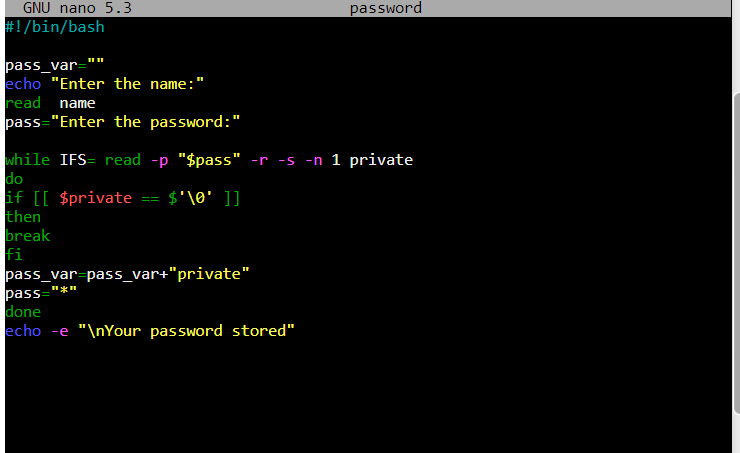 GNU nano 5.3 password
#!/bin/bash
pass_var=""
echo "Enter the name:"
read  name
pass="Enter the password:"
while IFS= read -p "$pass" -r -s -n 1 private
do
if [[ $private == $'\0' ]]
then
break
fi
pass_var=pass_var+"private"
pass="*"
done
echo -e "\nYour password stored"